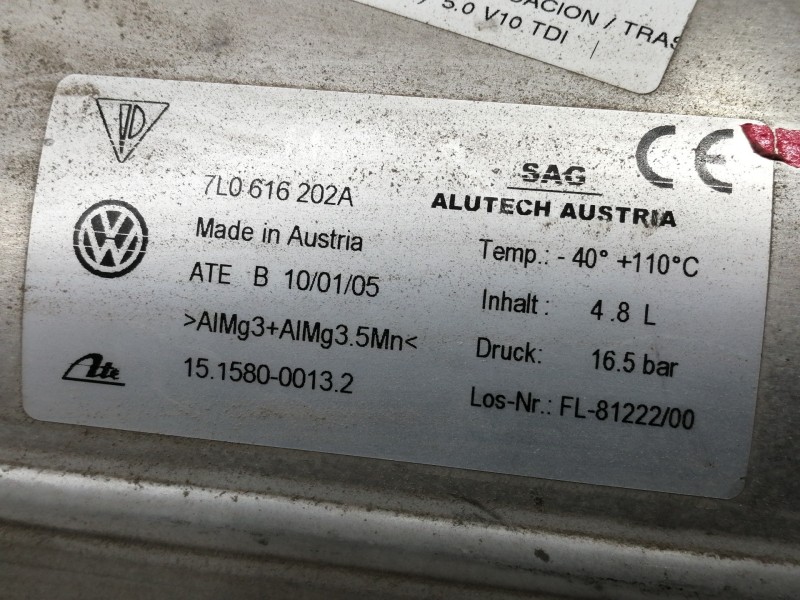 ACION / TRAS
5.0 V10 TDI
7L0 616 202A
Made in Austria
ATE B 10/01/05
>AlMg3+AlMg3.5Mn<
Ate
15.1580-0013.2
CE
SAG
ALUTECH AUSTRIA
Temp.: - 40° +110°C
Inhalt : 4.8 L
Druck: 16.5 bar
Los-Nr.: FL-81222/00